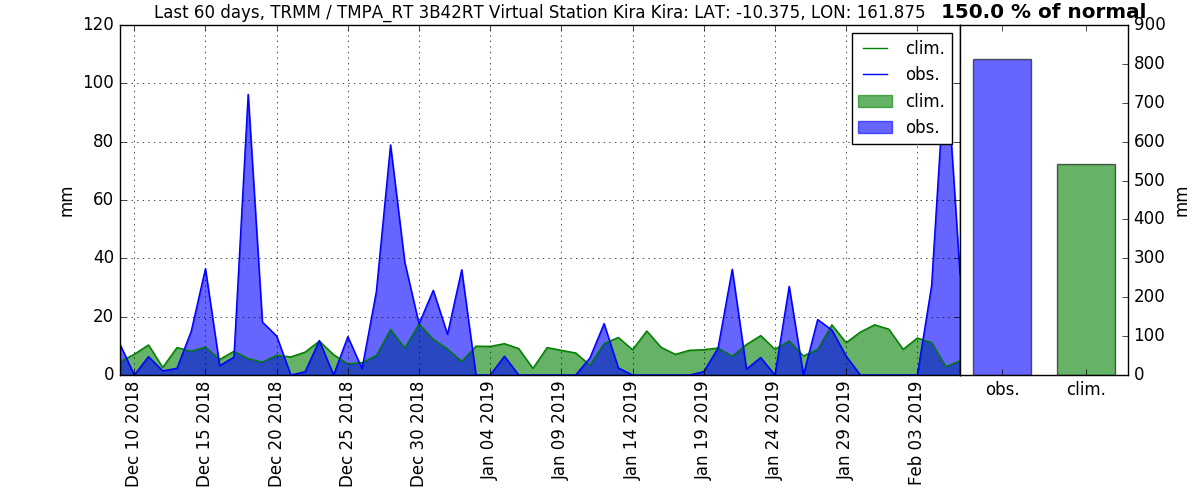 Last 60 days, TRMM / TMPA_RT 3B42RT Virtual Station Kira Kira: LAT: -10.375, LON: 161.875 150.0 % of normal
120
100
80
60
40
20
0
mm
clim.
obs.
clim.
obs.
Dec 10 2018
Dec 15 2018
Dec 20 2018
Dec 25 2018
Dec 30 2018
Jan 04 2019
Jan 09 2019
Jan 14 2019
Jan 19 2019
Jan 24 2019
Jan 29 2019
Feb 03 2019
900
800
700
600
500
400
300
200
100
0
mm
obs.
clim.